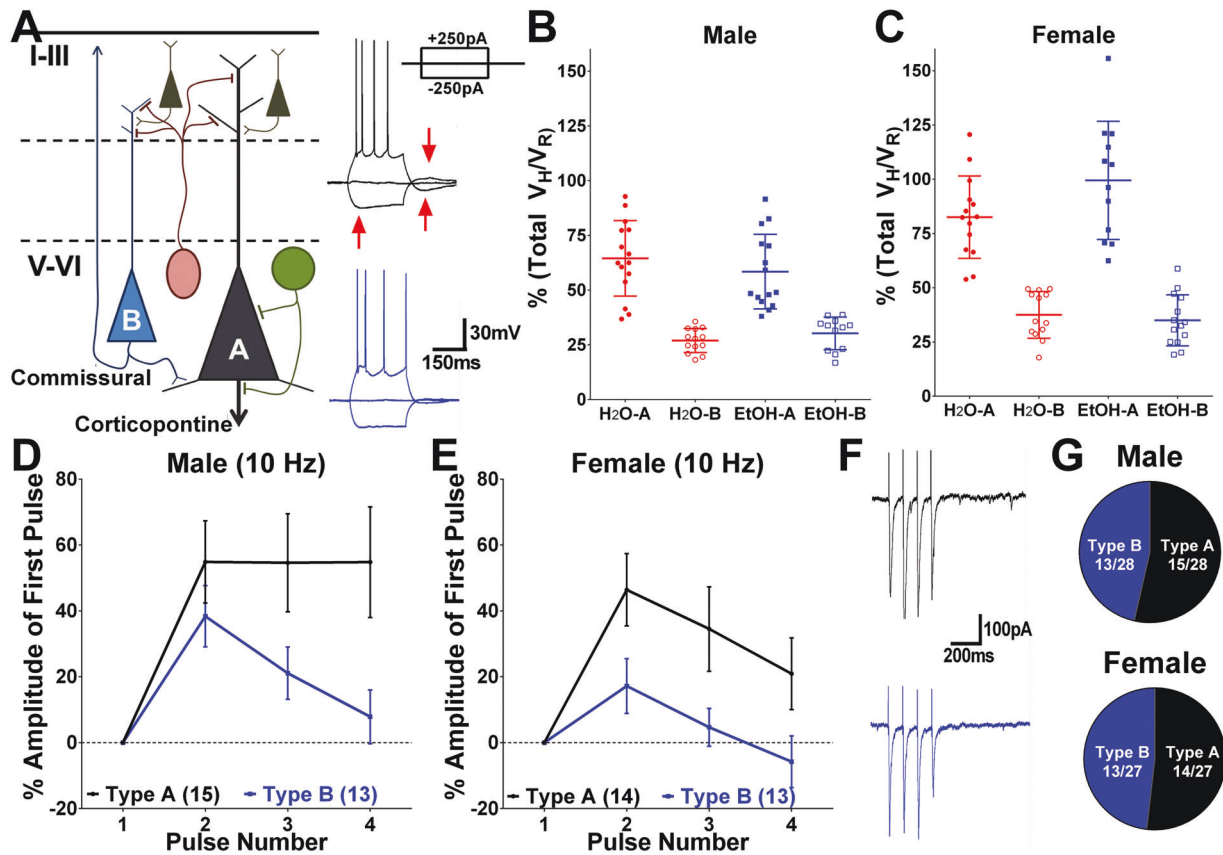 A
I-III
V-VI
B
A
Commissural
Corticopontine
+250pA
-250pA
30mV
150ms
B
Male
% (Total VH/VR)
150
125
100
75
50
25
0
H2O-A
H2O-B
EtOH-A
EtOH-B
C
Female
% (Total VH/VR)
150
125
100
75
50
25
0
H2O-A
H2O-B
EtOH-A
EtOH-B
D
Male (10 Hz)
% Amplitude of First Pulse
80
60
40
20
0
-20
Type A (15)
Type B (13)
1
2
3
4
Pulse Number
E
Female (10 Hz)
% Amplitude of First Pulse
80
60
40
20
0
-20
Type A (14)
Type B (13)
1
2
3
4
Pulse Number
F
100pA
200ms
G
Male
Type B
13/28
Type A
15/28
Female
Type B
13/27
Type A
14/27